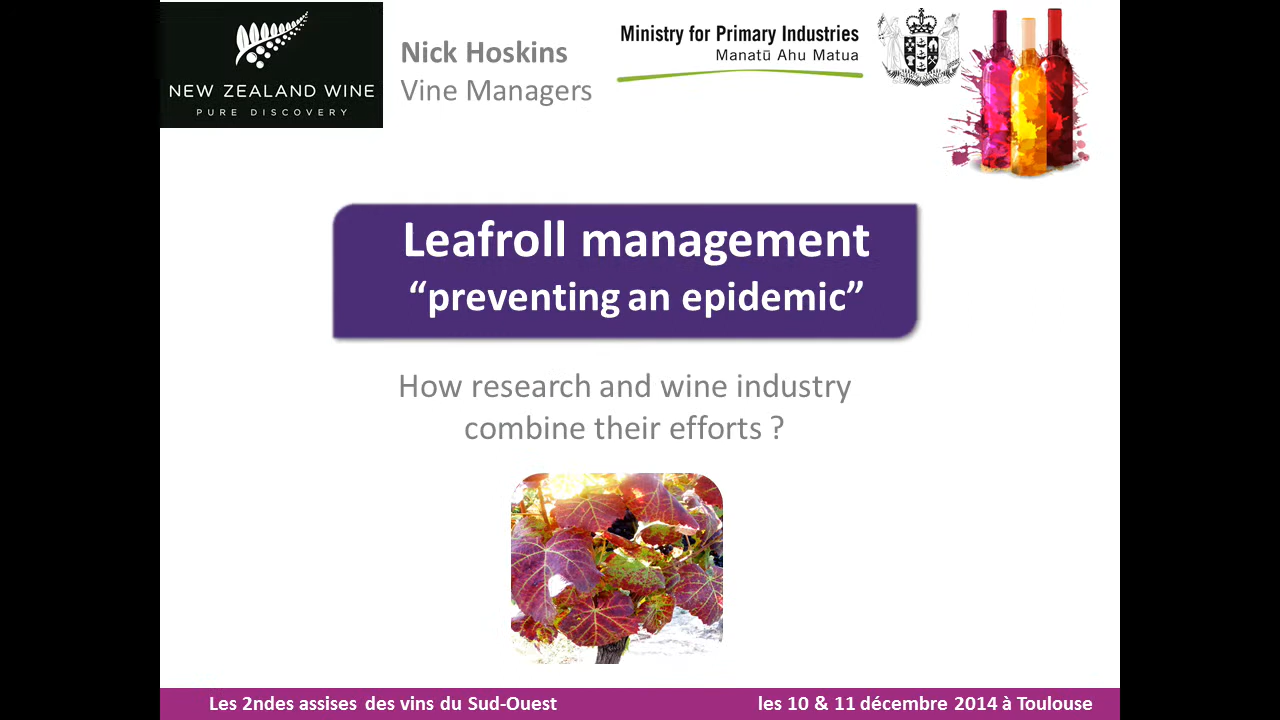 NEW ZEALAND WINE
PURE DISCOVERY
Nick Hoskins
Vine Managers
Ministry for Primary Industries
Manatū Ahu Matua
Leafroll management
“preventing an epidemic”
How research and wine industry
combine their efforts ?
Les 2ndes assises des vins du Sud-Ouest
les 10 & 11 décembre 2014 à Toulouse